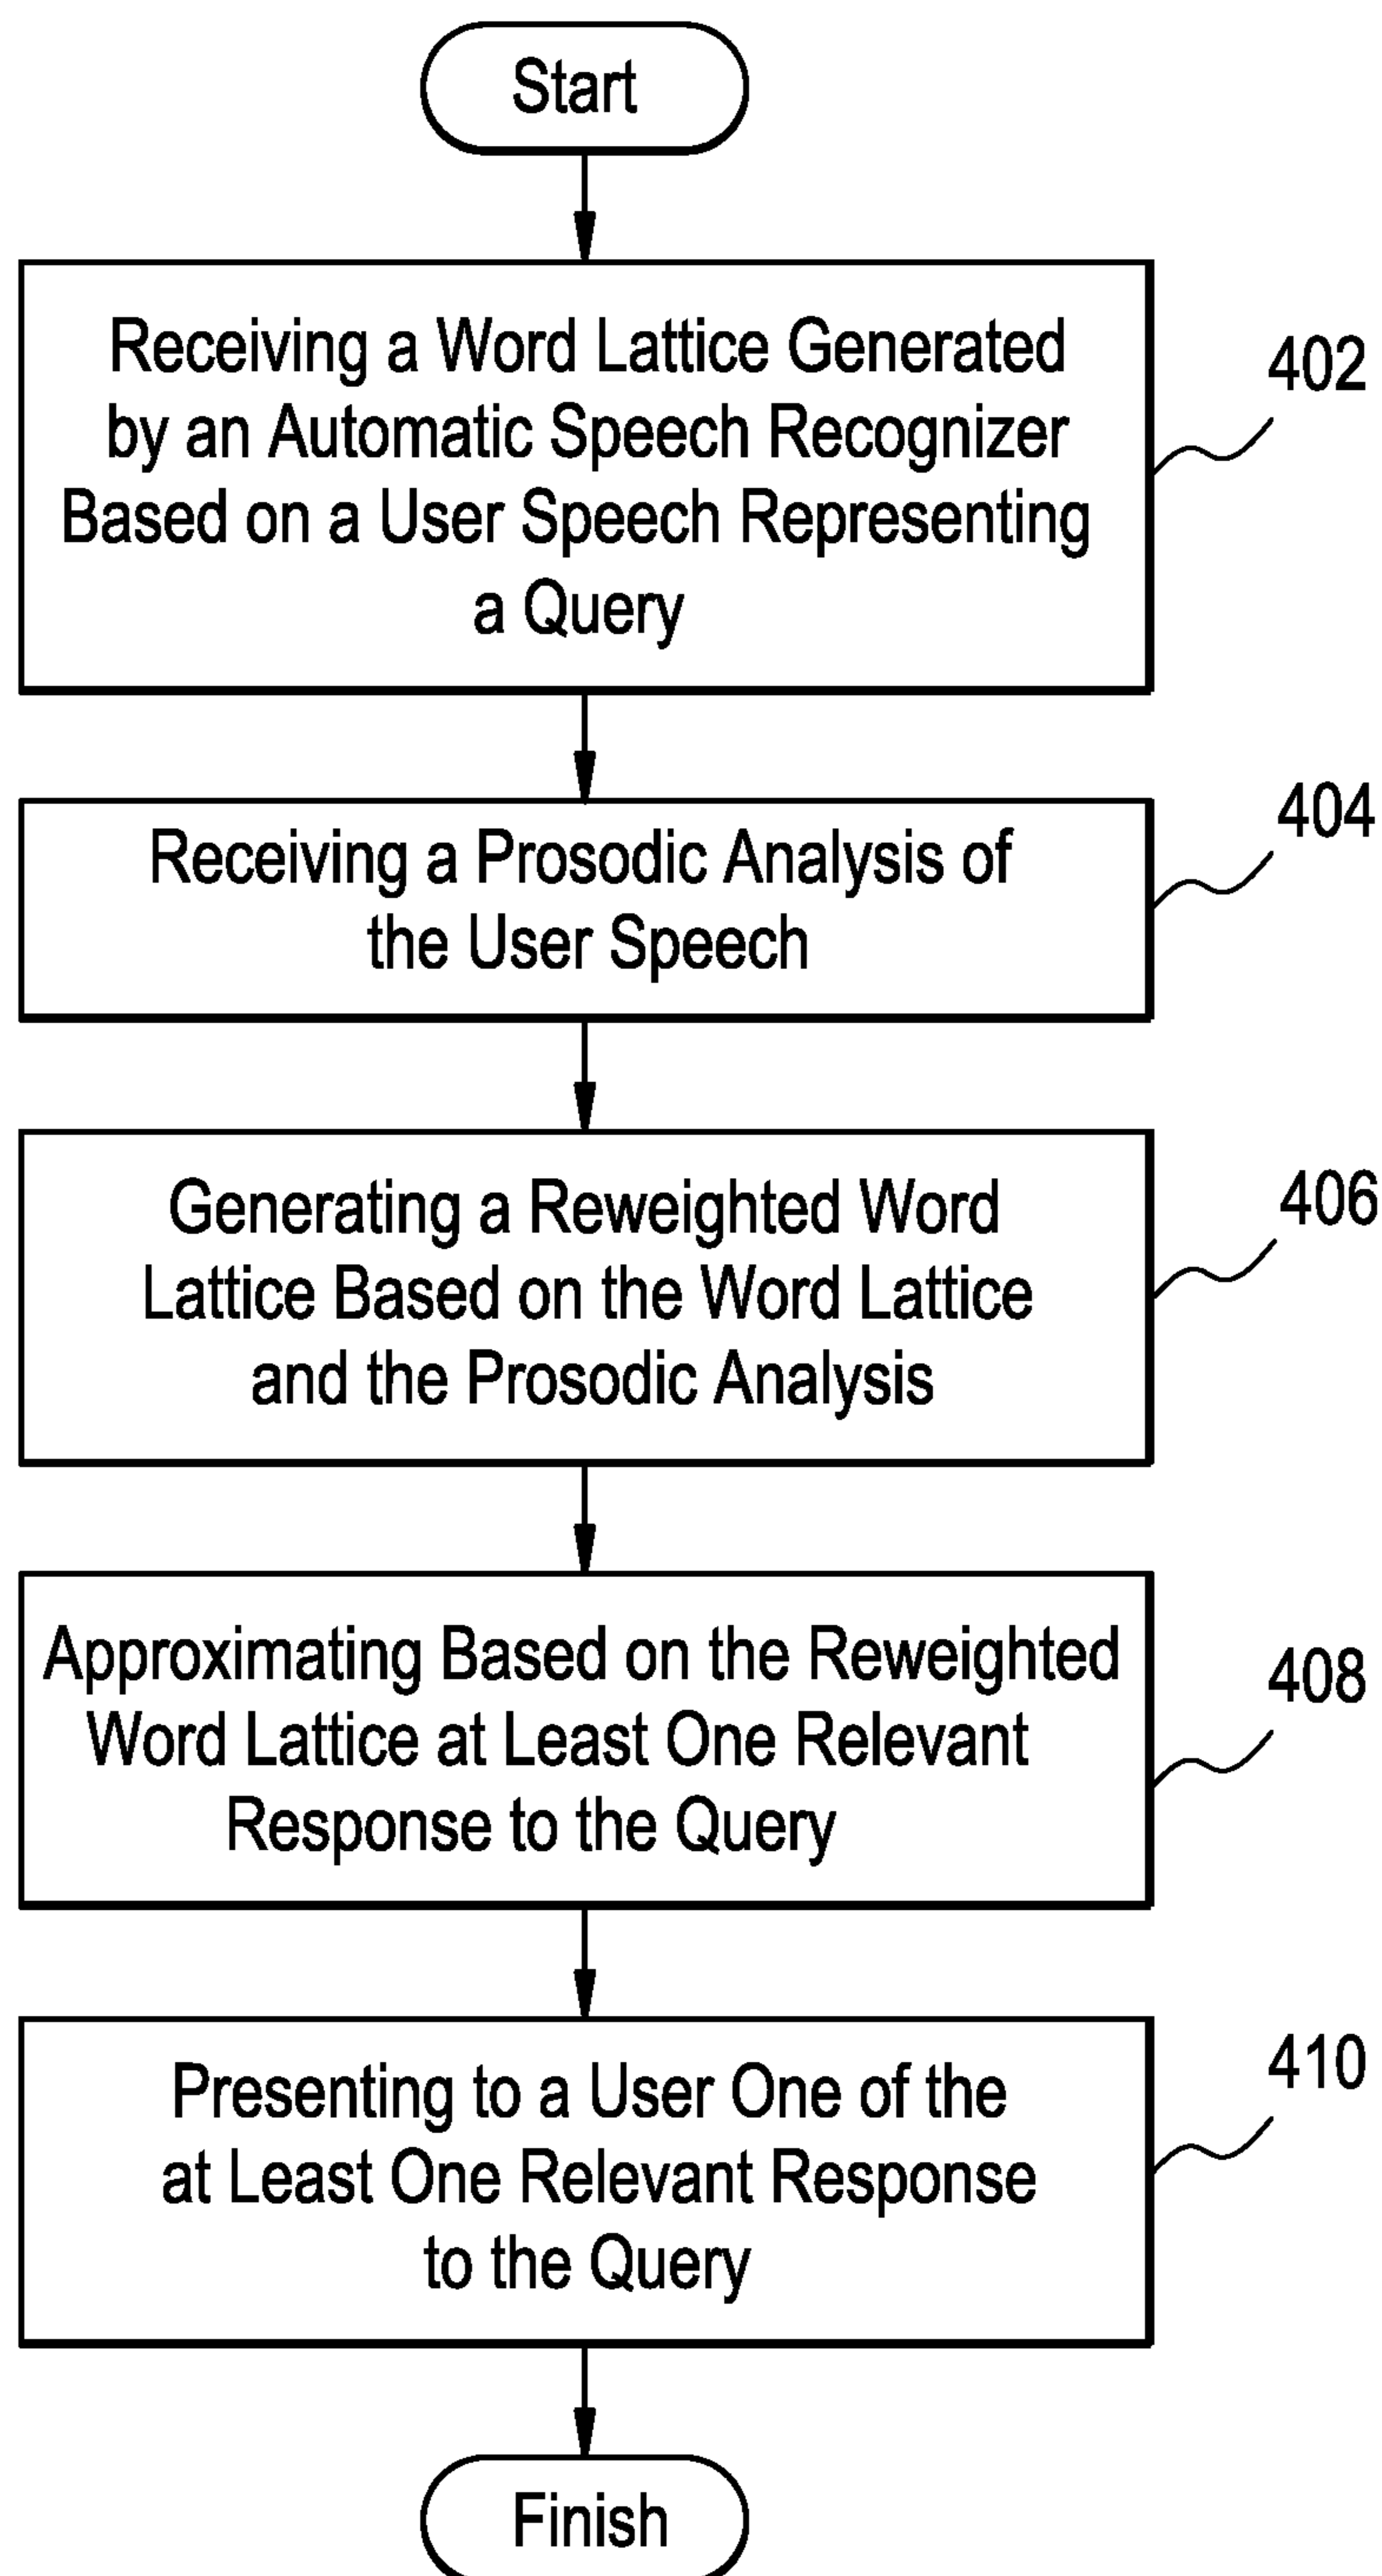 Start
Receiving a Word Lattice Generated
by an Automatic Speech Recognizer
Based on a User Speech Representing
a Query
402
Receiving a Prosodic Analysis of
the User Speech
404
Generating a Reweighted Word
Lattice Based on the Word Lattice
and the Prosodic Analysis
406
Approximating Based on the Reweighted
Word Lattice at Least One Relevant
Response to the Query
408
Presenting to a User One of the
at Least One Relevant Response
to the Query
410
Finish